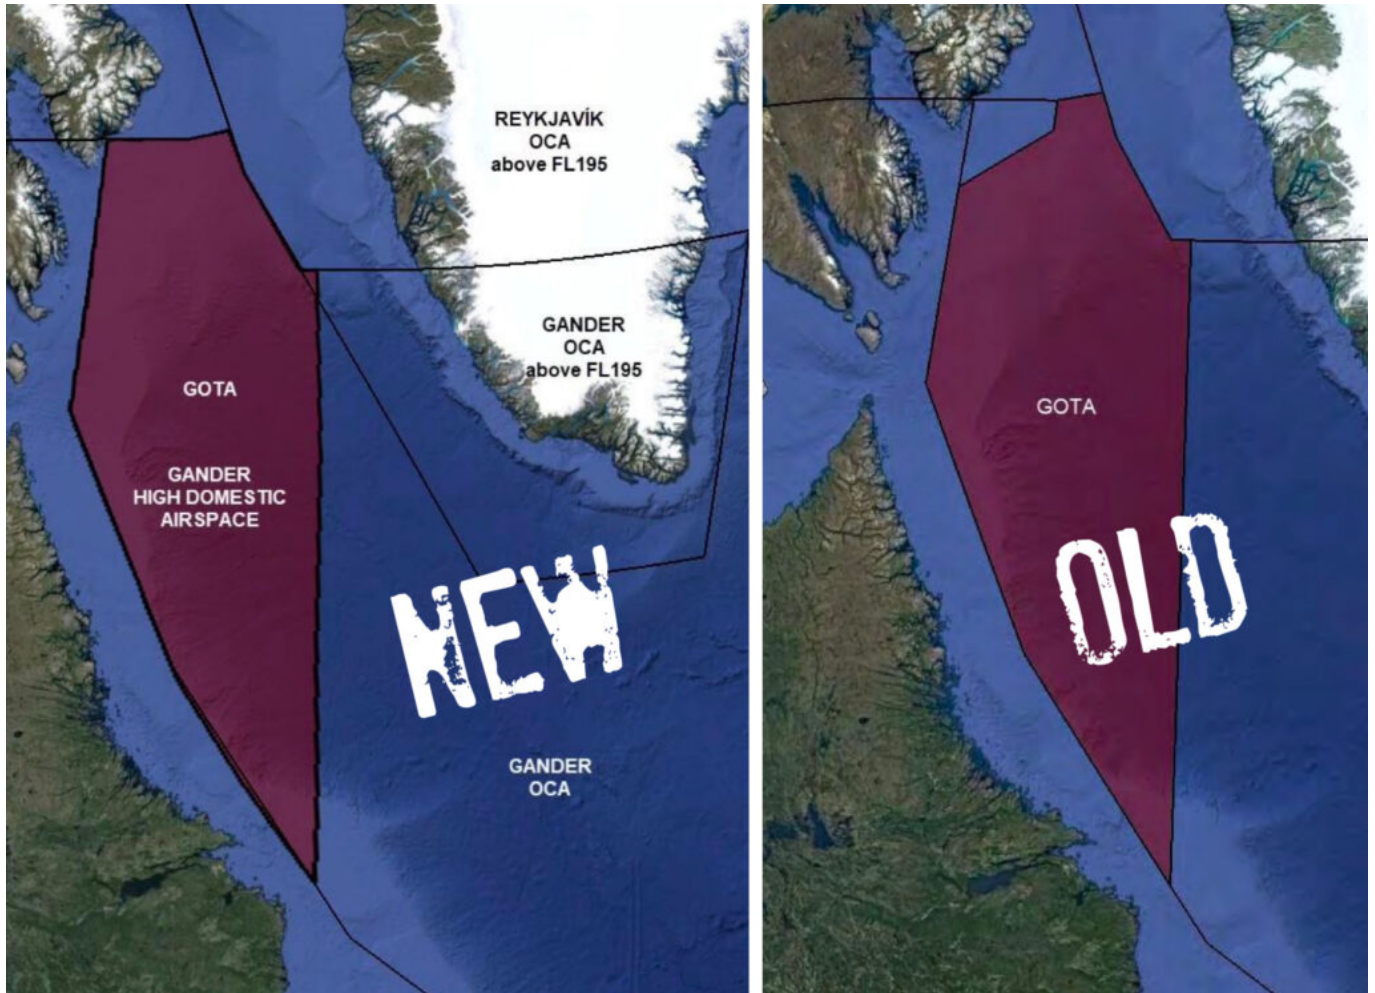 REYKJAVÍK
OCA
above FL195
GANDER
OCA
above FL195
GOTA
GANDER
HIGH DOMESTIC
AIRSPACE
NEW
GANDER
OCA
GOTA
OLD